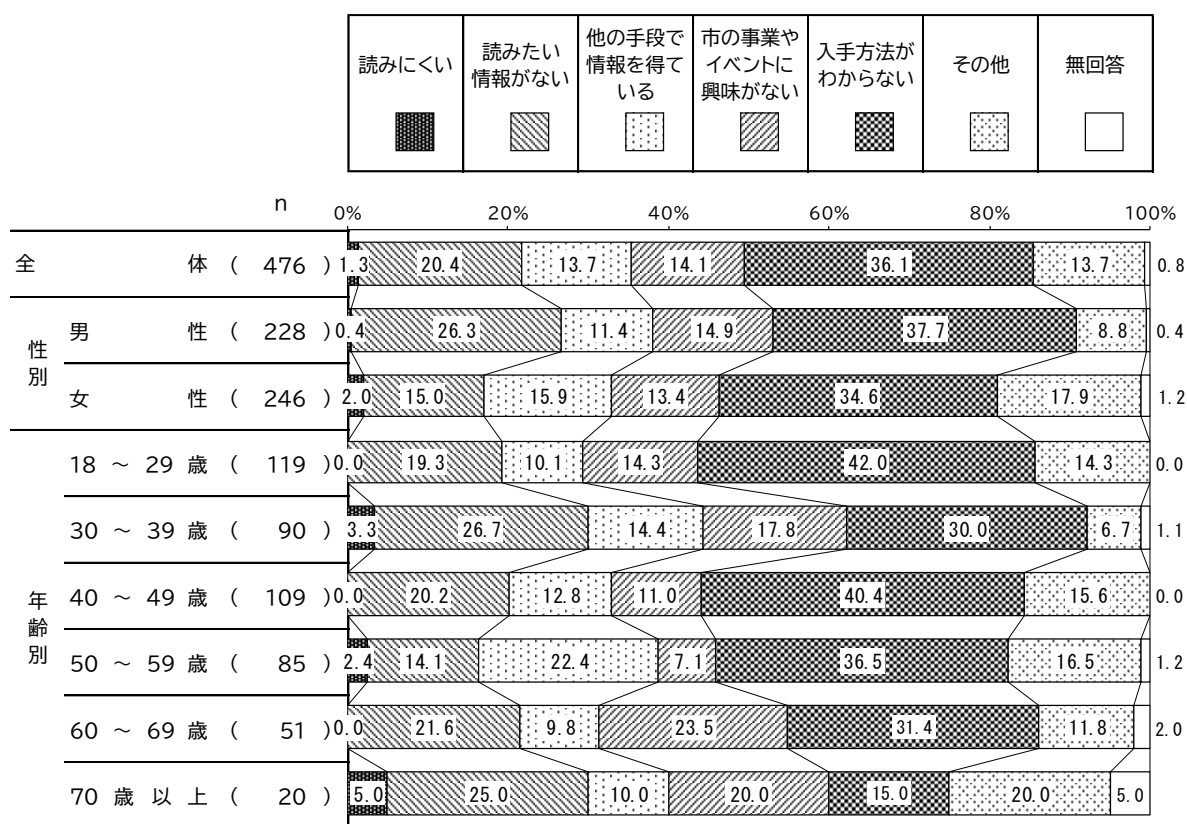 読みにくい
読みたい
情報がない
他の手段で
情報を得て
いる
市の事業や
イベントに
興味がない
入手方法が
わからない
その他
無回答
n
0% 20% 40% 60% 80% 100%
全体 ( 476 ) 1.3 20.4 13.7 14.1 36.1 13.7 0.8
性別
男性 ( 228 ) 0.4 26.3 11.4 14.9 37.7 8.8 0.4
女性 ( 246 ) 2.0 15.0 15.9 13.4 34.6 17.9 1.2
年齢別
18 ～ 29 歳 ( 119 ) 0.0 19.3 10.1 14.3 42.0 14.3 0.0
30 ～ 39 歳 ( 90 ) 3.3 26.7 14.4 17.8 30.0 6.7 1.1
40 ～ 49 歳 ( 109 ) 0.0 20.2 12.8 11.0 40.4 15.6 0.0
50 ～ 59 歳 ( 85 ) 2.4 14.1 22.4 7.1 36.5 16.5 1.2
60 ～ 69 歳 ( 51 ) 0.0 21.6 9.8 23.5 31.4 11.8 2.0
70 歳 以 上 ( 20 ) 5.0 25.0 10.0 20.0 15.0 20.0 5.0